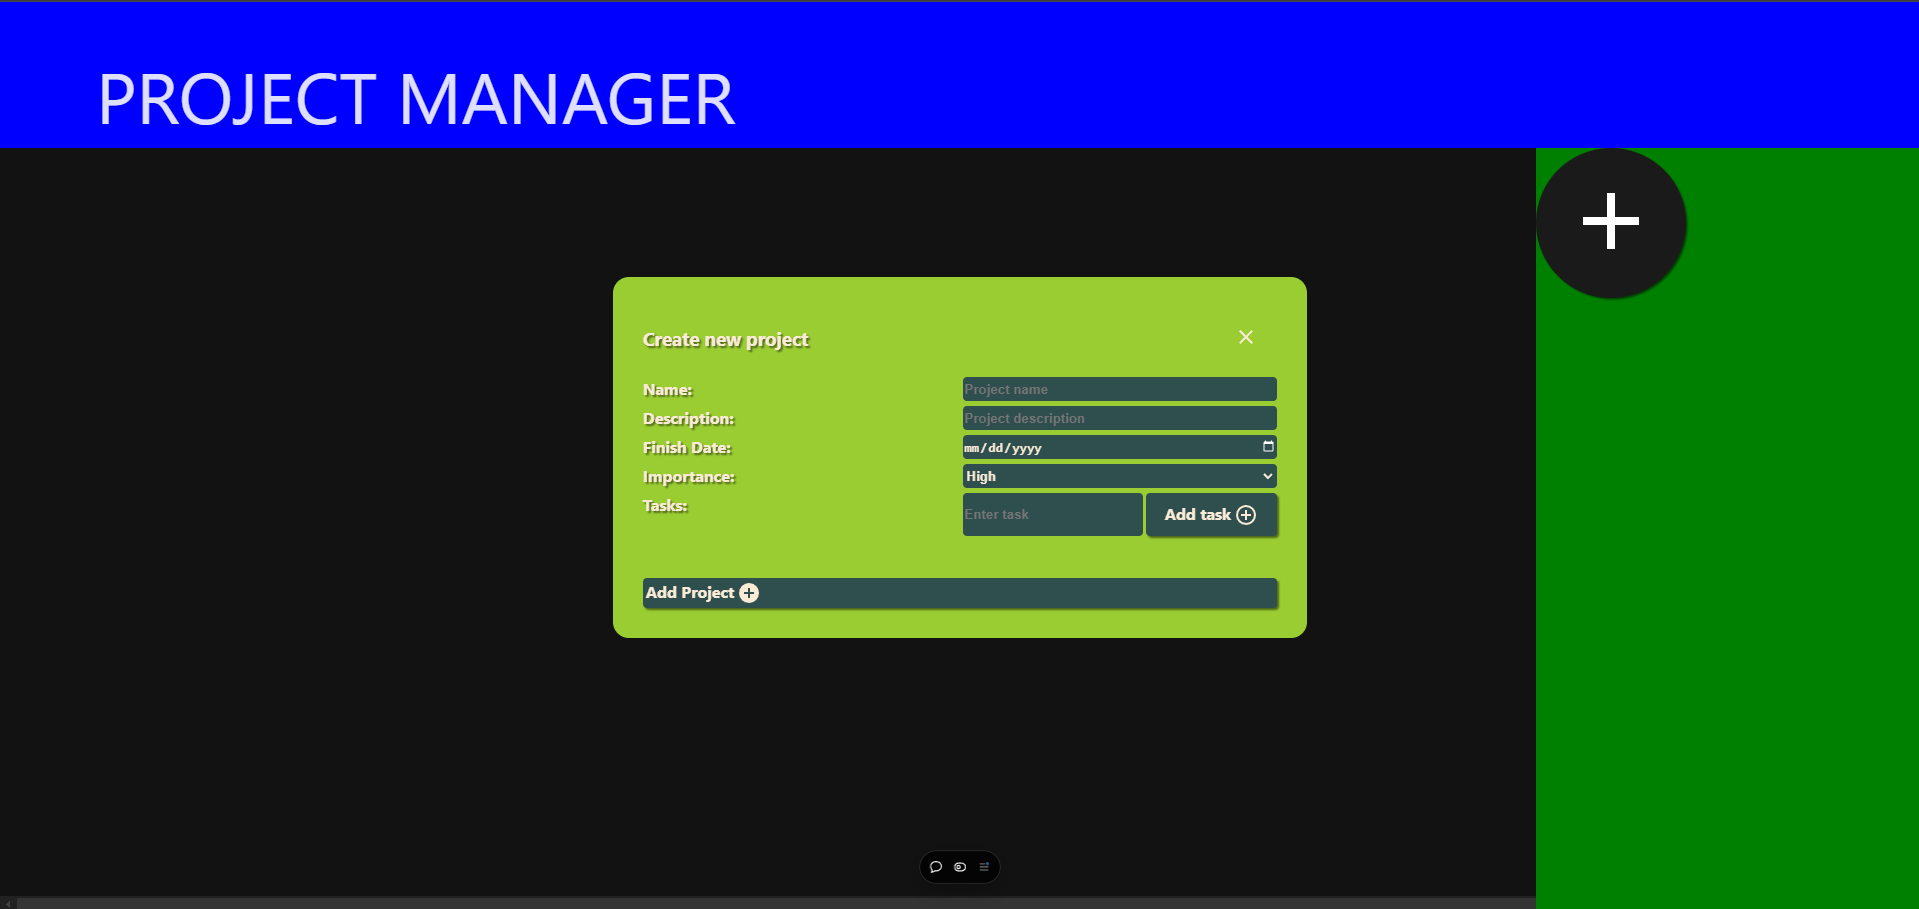 PROJECT MANAGER
Create new project
Name:
Project name
Description:
Project description
Finish Date:
mm/dd/yyyy
Importance:
High
Tasks:
Enter task
Add task
Add Project